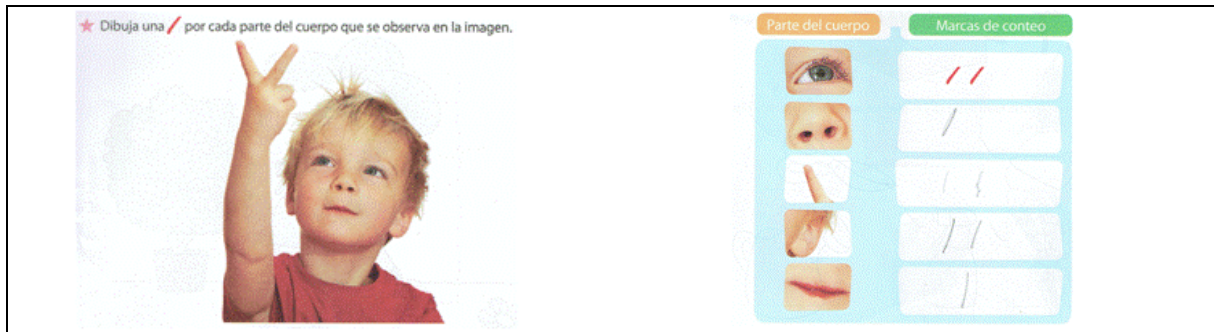 Dibuja una / por cada parte del cuerpo que se observa en la imagen.
Parte del cuerpo
Marcas de conteo
/ /
/
/ /
/ /
/